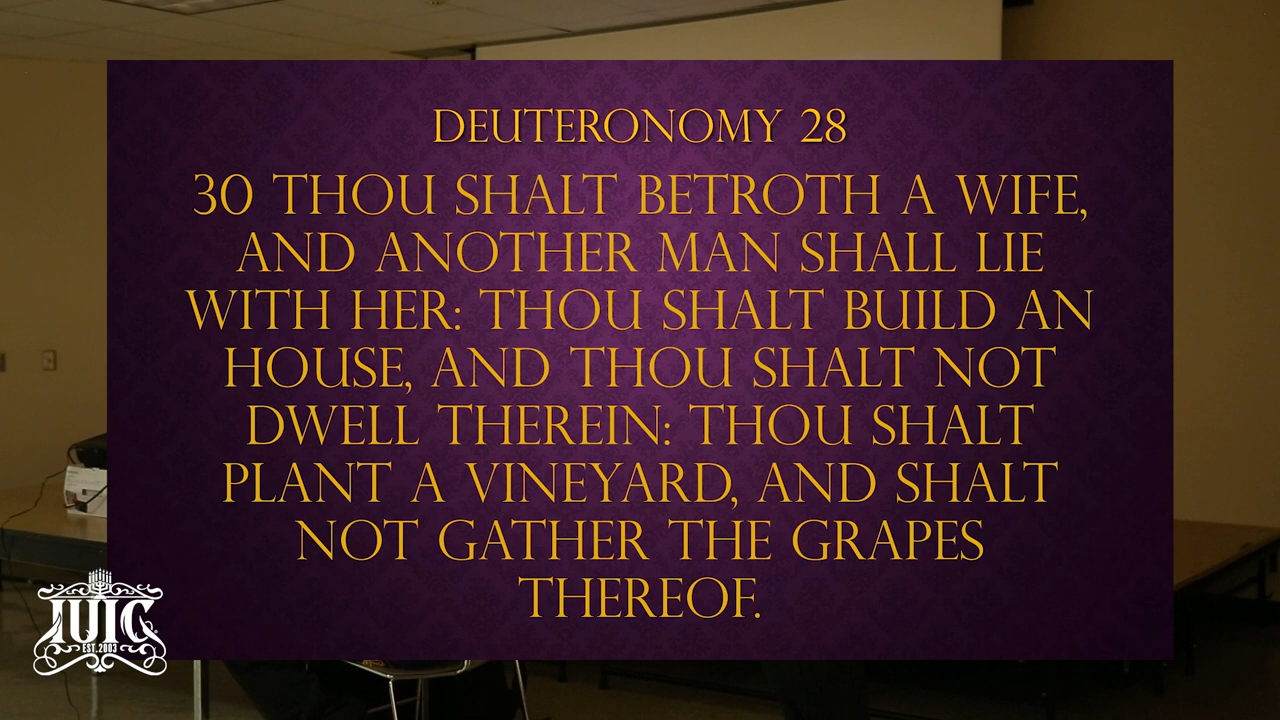 DEUTERONOMY 28
30 THOU SHALT BETROTH A WIFE,
AND ANOTHER MAN SHALL LIE
WITH HER: THOU SHALT BUILD AN
HOUSE, AND THOU SHALT NOT
DWELL THEREIN: THOU SHALT
PLANT A VINEYARD, AND SHALT
NOT GATHER THE GRAPES
THEREOF.
IUIC
EST. 2003